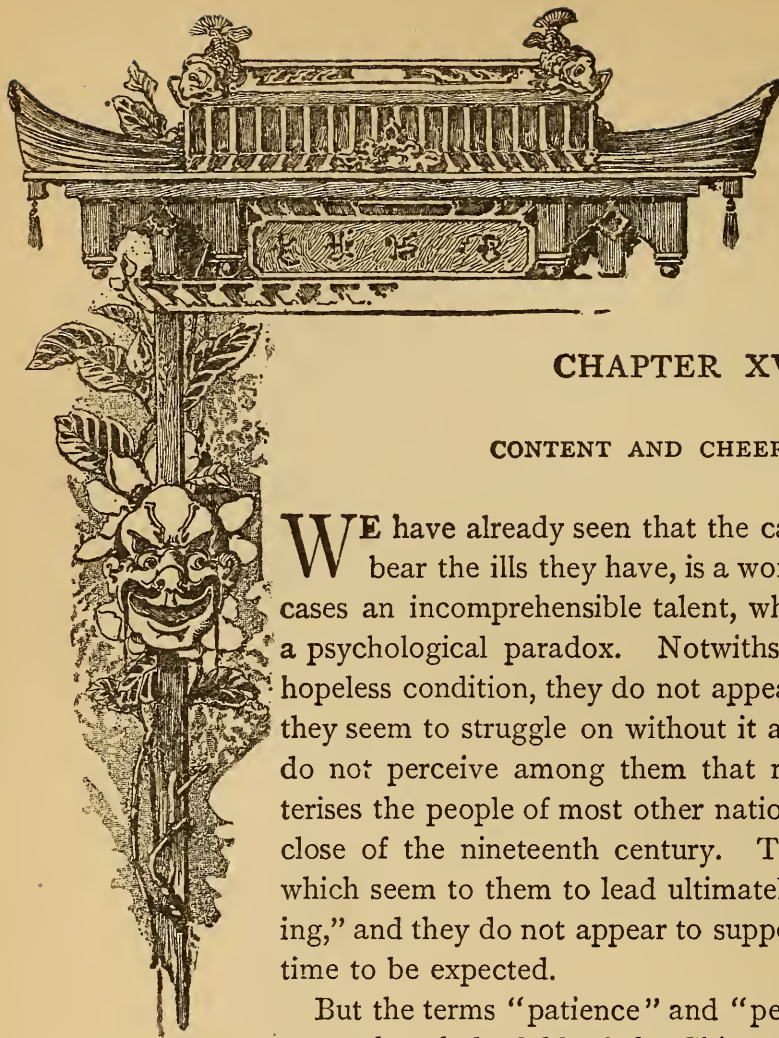 CHAPTER XV
CONTENT AND CHEER
WE have already seen that the ca
bear the ills they have, is a wo
cases an incomprehensible talent, wh
a psychological paradox. Notwiths
hopeless condition, they do not appea
they seem to struggle on without it a
do not perceive among them that r
terises the people of most other natio
close of the nineteenth century. T
which seem to them to lead ultimatel
ing,” and they do not appear to suppo
time to be expected.
But the terms “patience” and “pe